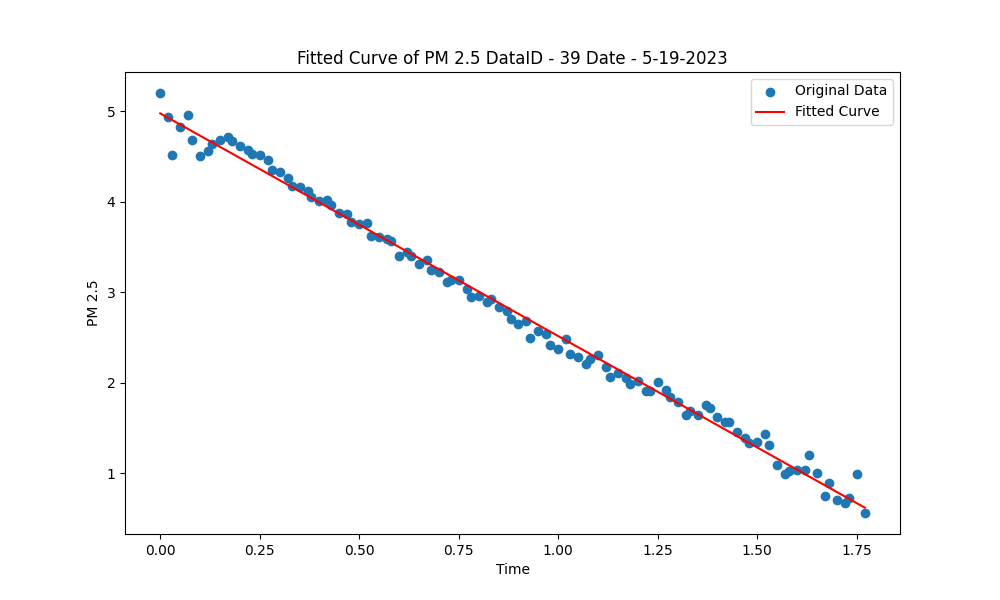 Fitted Curve of PM 2.5 DataID - 39 Date - 5-19-2023
Original Data
Fitted Curve
5
4
3
2
1
PM 2.5
0.00 0.25 0.50 0.75 1.00 1.25 1.50 1.75
Time